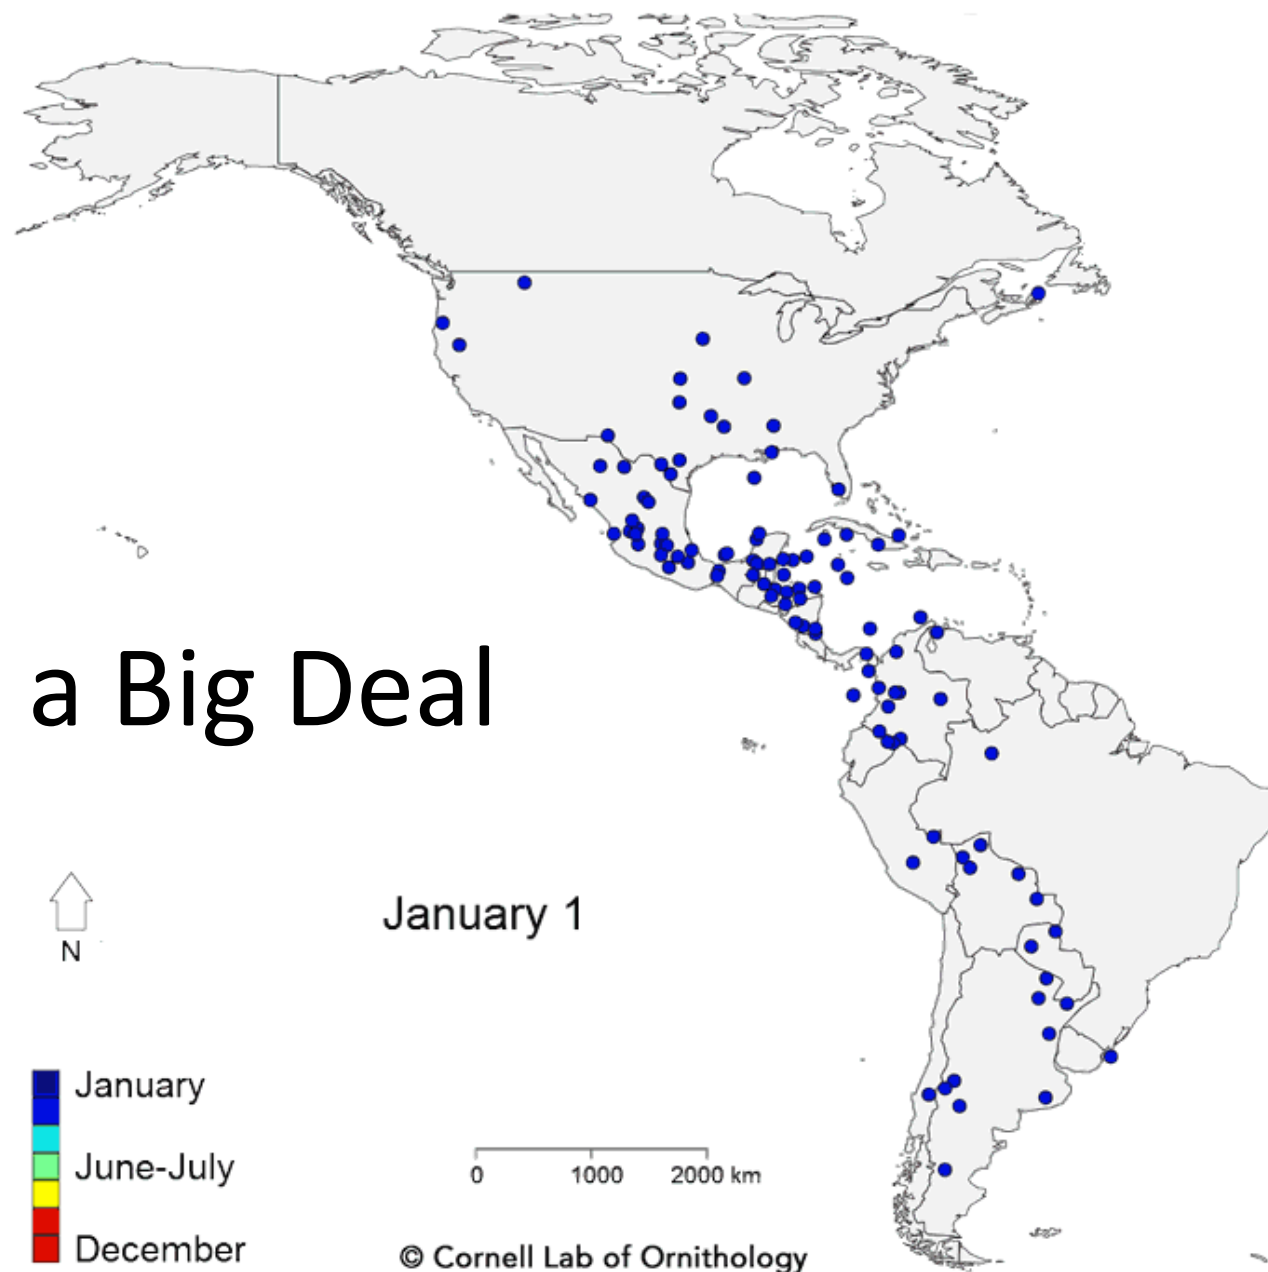 a Big Deal
N
January 1
January
June-July
December
0 1000 2000 km
© Cornell Lab of Ornithology